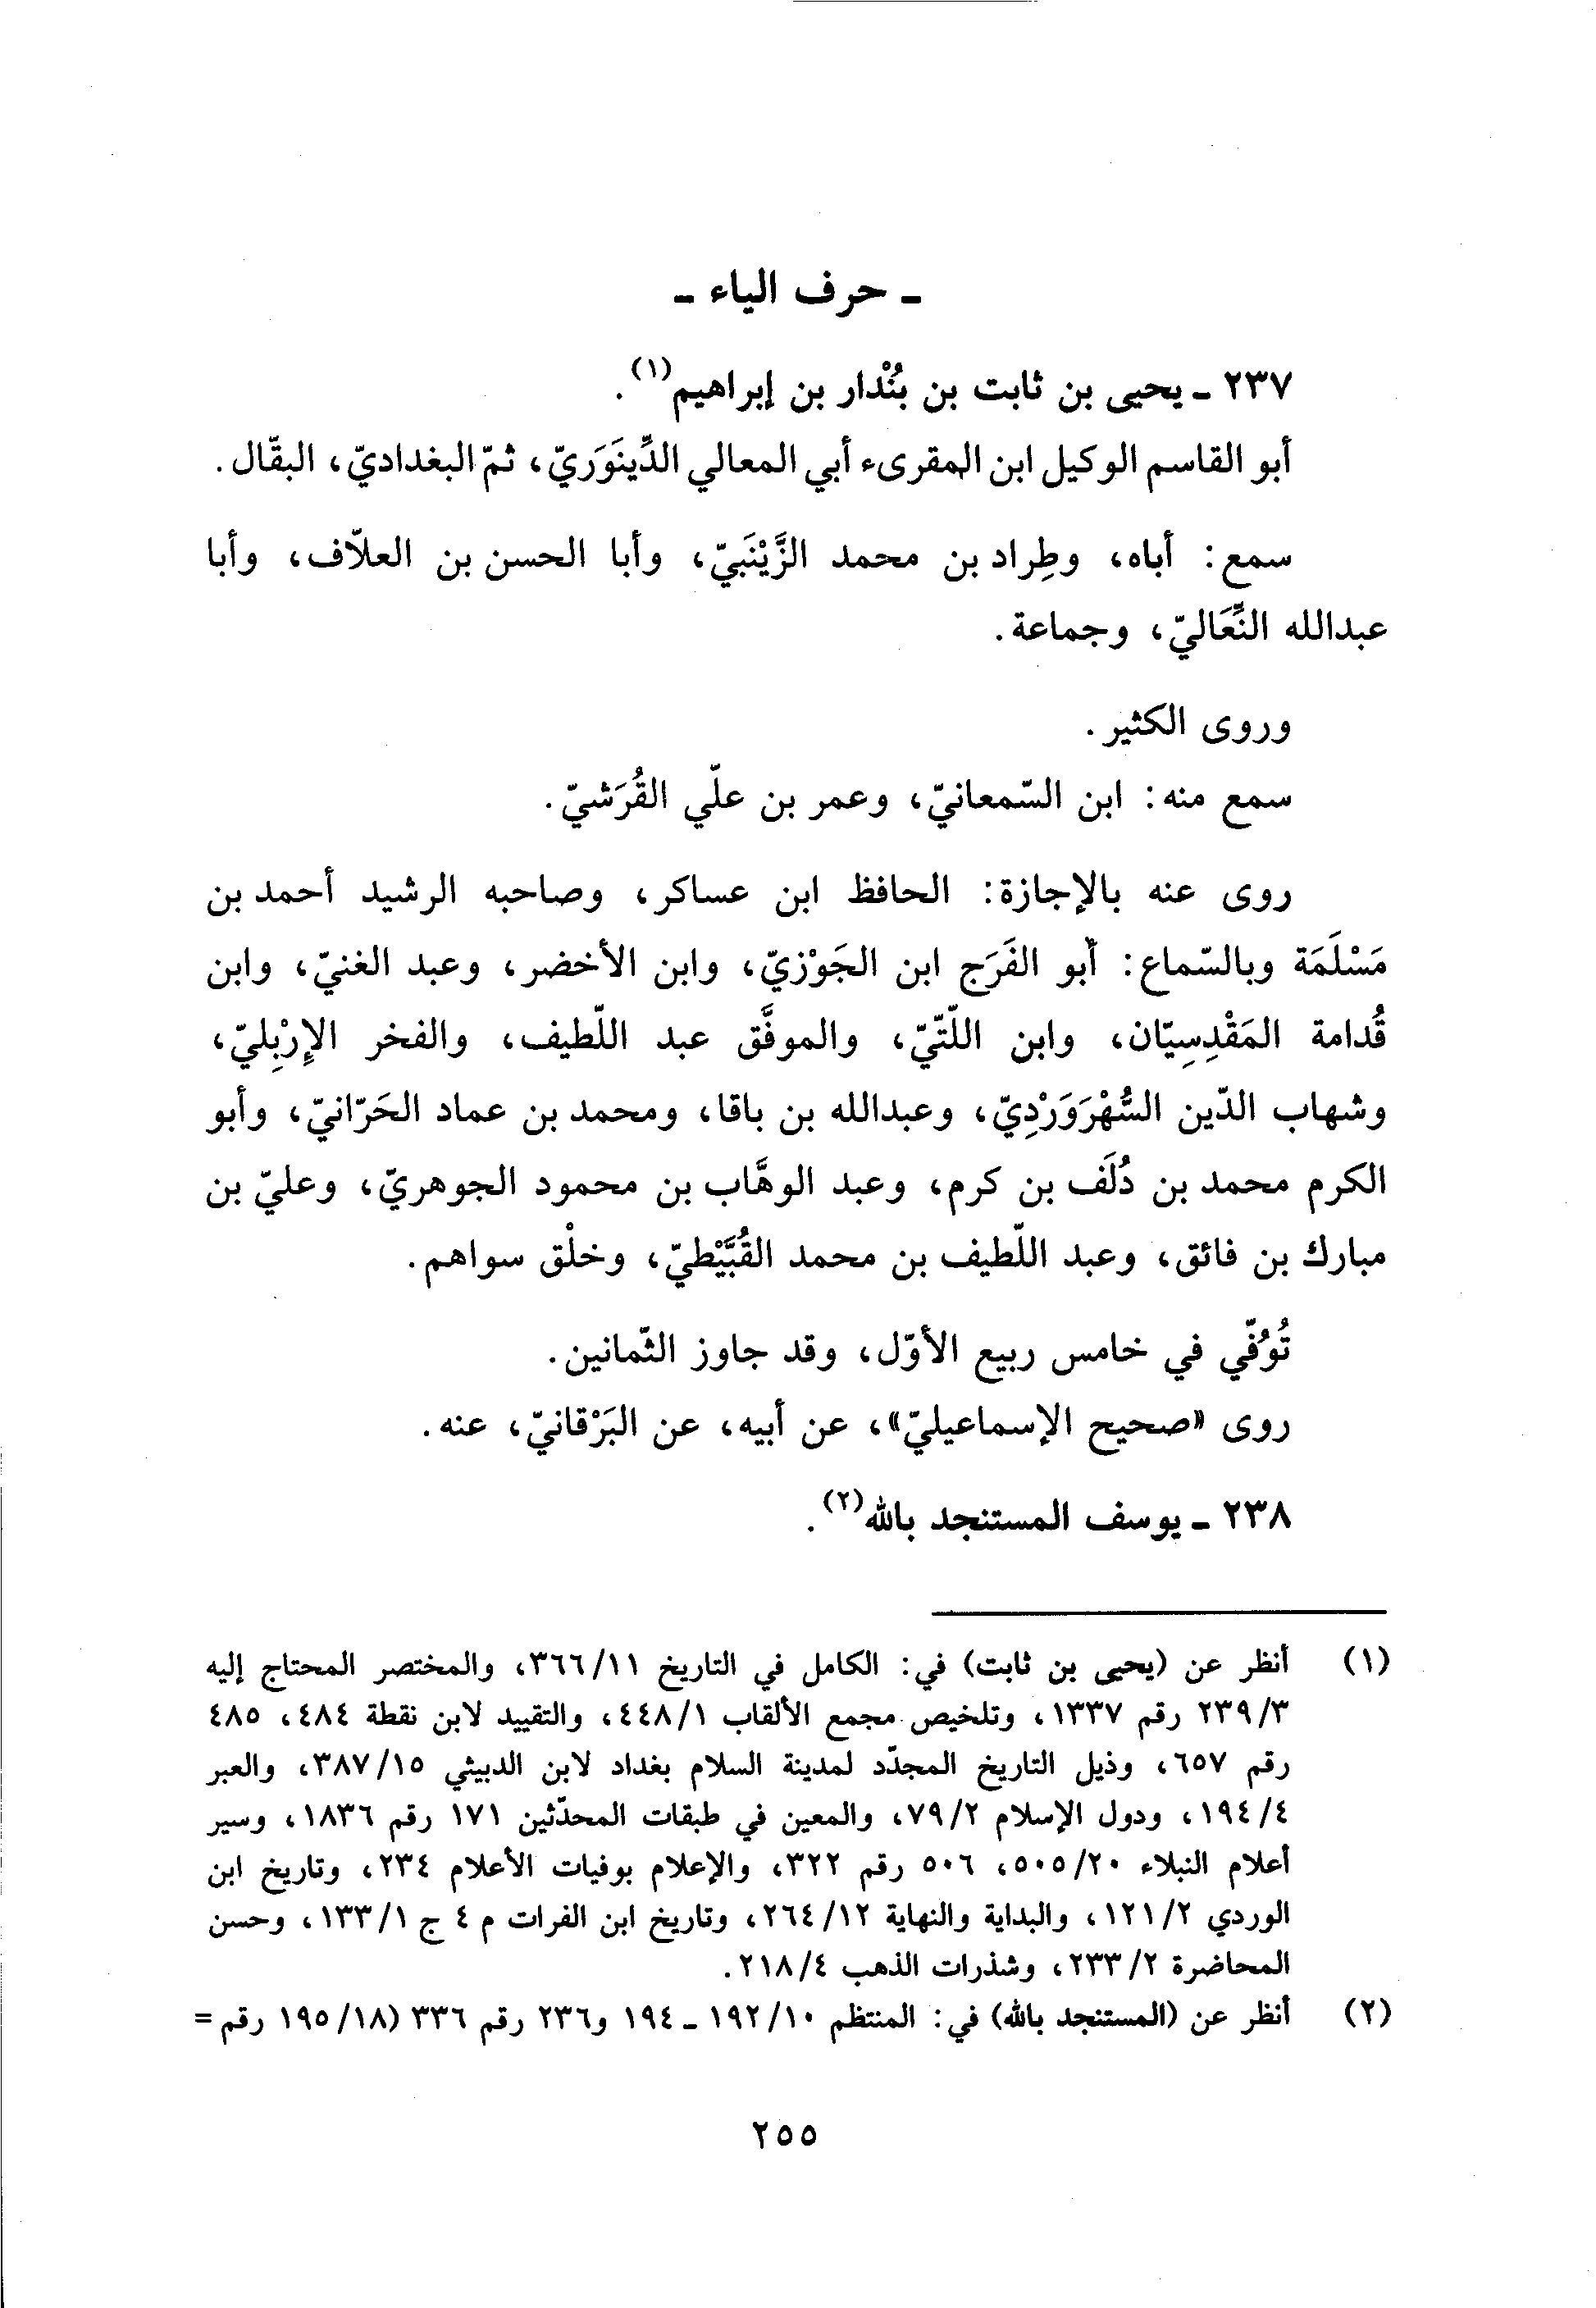 ـ حرف الياء ـ
٢٣٧ ـ يحيى بن ثابت بن بُنْدار بن إبراهيم(١).
أبو القاسم الوكيل ابن المقرىء أبي المعالي الدِّينَوَريّ، ثمّ البغداديّ، البقّال.
سمع: أباه، وطِراد بن محمد الزَّيْنَبيّ، وأبا الحسن بن العلاّف، وأبا
عبدالله النِّعَاليّ، وجماعة.
وروى الكثير.
سمع منه: ابن السّمعانيّ، وعمر بن علّي القُرَشيّ.
روى عنه بالإجازة: الحافظ ابن عساكر، وصاحبه الرشيد أحمد بن
مَسْلَمَة وبالسّماع: أبو الفَرَج ابن الجَوْزيّ، وابن الأخضر، وعبد الغنيّ، وابن
قُدامة المَقْدِسِيّان، وابن اللّتّيّ، والموفَّق عبد اللّطيف، والفخر الإِرْبِليّ،
وشهاب الدّين السُّهْرَوَرْدِيّ، وعبدالله بن باقا، ومحمد بن عماد الحَرّانيّ، وأبو
الكرم محمد بن دُلَف بن كرم، وعبد الوهَّاب بن محمود الجوهريّ، وعليّ بن
مبارك بن فائق، وعبد اللّطيف بن محمد القُبَّيْطيّ، وخلْق سواهم.
تُوُفّي في خامس ربيع الأوّل، وقد جاوز الثّمانين.
روى «صحيح الإسماعيليّ»، عن أبيه، عن البَرْقانيّ، عنه.
٢٣٨ ـ يوسف المستنجد بالله(٢).
(١) أنظر عن (يحيى بن ثابت) في: الكامل في التاريخ ٣٦٦/١١، والمختصر المحتاج إليه
٢٣٩/٣ رقم ١٣٣٧، وتلخيص مجمع الألقاب ٤٤٨/١، والتقييد لابن نقطة ٤٨٤، ٤٨٥
رقم ٦٥٧، وذيل التاريخ المجدّد لمدينة السلام بغداد لابن الدبيثي ٣٨٧/١٥، والعبر
١٩٤/٤، ودول الإسلام ٧٩/٢، والمعين في طبقات المحدّثين ١٧١ رقم ١٨٣٦، وسير
أعلام النبلاء ٥٠٥/٢٠، ٥٠٦ رقم ٣٢٢، والإعلام بوفيات الأعلام ٢٣٤، وتاريخ ابن
الوردي ١٢١/٢، والبداية والنهاية ٢٦٤/١٢، وتاريخ ابن الفرات م ٤ ج ١٣٣/١، وحسن
المحاضرة ٢٣٣/٢، وشذرات الذهب ٢١٨/٤.
(٢) أنظر عن (المستنجد بالله) في: المنتظم ١٩٢/١٠ ـ ١٩٤ و٢٣٦ رقم ٣٣٦ (١٩٥/١٨ رقم =
٢٥٥